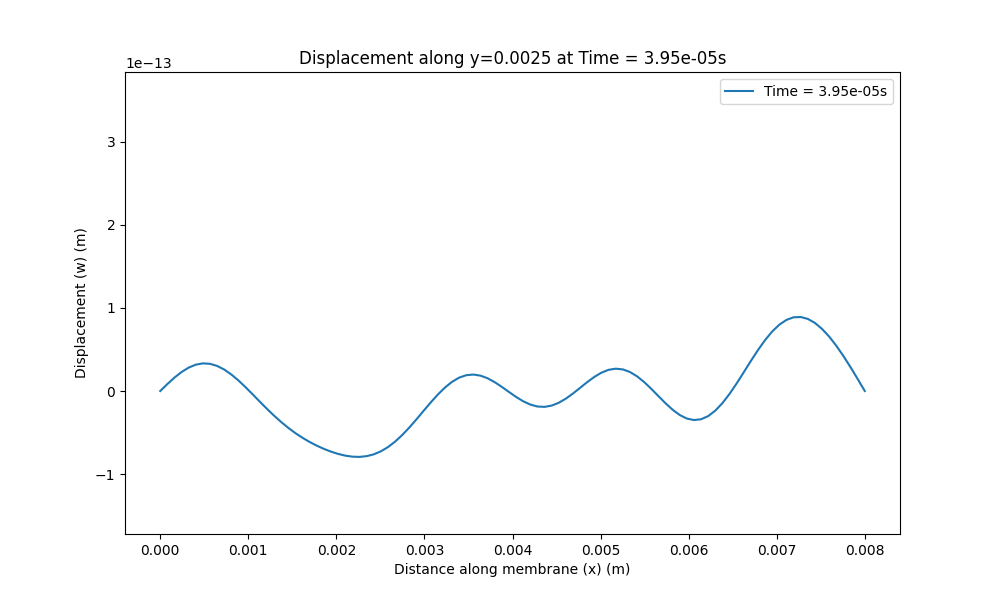 Displacement along y=0.0025 at Time = 3.95e-05s
1e−13
Time = 3.95e-05s
3
2
1
0
−1
Displacement (w) (m)
0.000 0.001 0.002 0.003 0.004 0.005 0.006 0.007 0.008
Distance along membrane (x) (m)